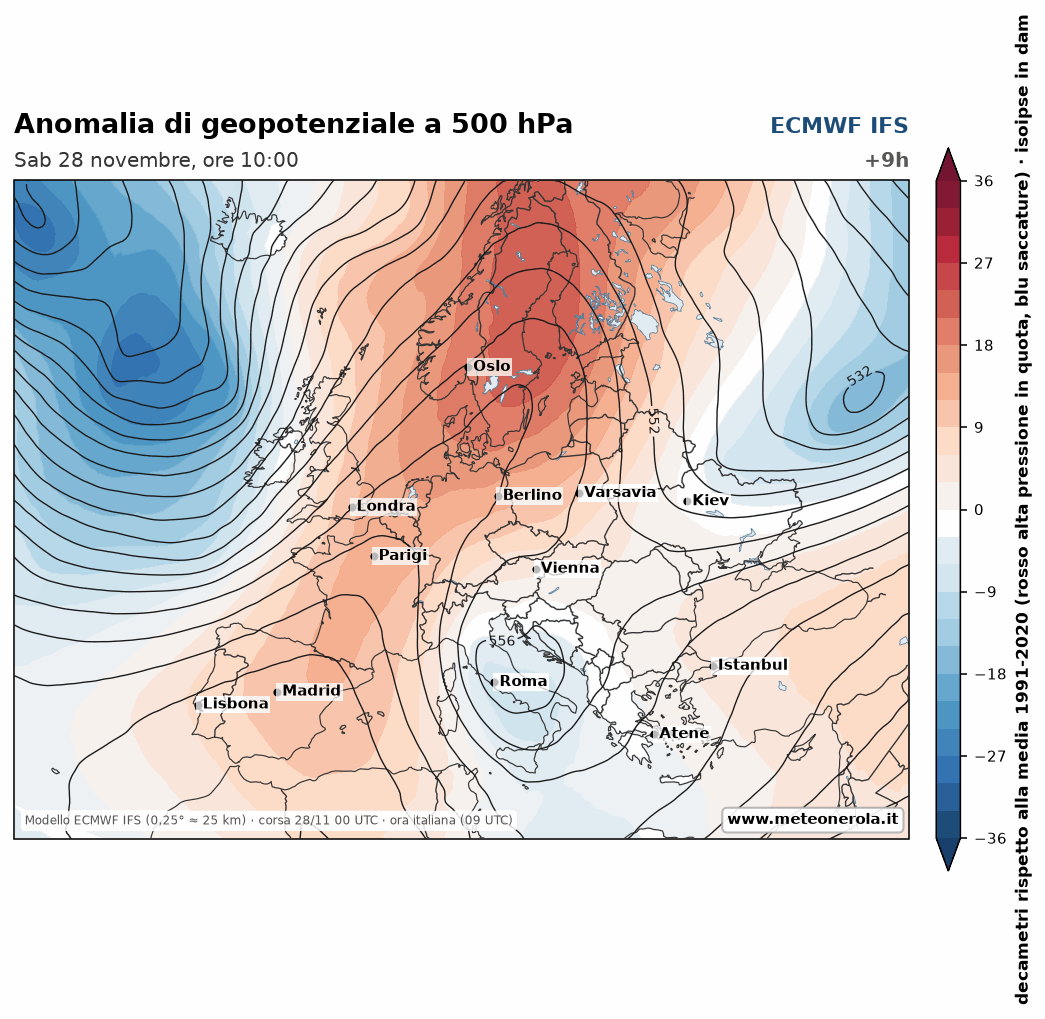 Anomalia di geopotenziale a 500 hPa
ECMWF IFS
Sab 28 novembre, ore 10:00
+9h
532
Oslo
552
Londra
Berlino
Varsavia
Kiev
Parigi
Vienna
556
Roma
Istanbul
Madrid
Lisbona
Atene
Modello ECMWF IFS (0,25° ≈ 25 km) · corsa 28/11 00 UTC · ora italiana (09 UTC)
www.meteonerola.it
36
27
18
9
0
−9
−18
−27
−36
decametri rispetto alla media 1991-2020 (rosso alta pressione in quota, blu saccature) · isoipse in dam